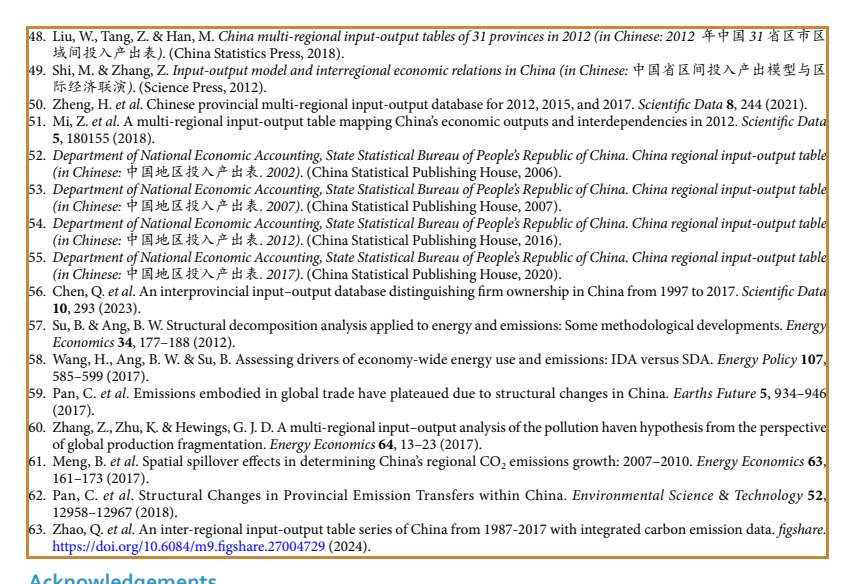 48. Liu, W., Tang, Z. & Han, M. China multi-regional input-output tables of 31 provinces in 2012 (in Chinese: 2012 年中国 31 省区市区
域间投入产出表). (China Statistics Press, 2018).
49. Shi, M. & Zhang, Z. Input-output model and interregional economic relations in China (in Chinese: 中国省区间投入产出模型与区
际经济联演). (Science Press, 2012).
50. Zheng, H. et al. Chinese provincial multi-regional input-output database for 2012, 2015, and 2017. Scientific Data 8, 244 (2021).
51. Mi, Z. et al. A multi-regional input-output table mapping China's economic outputs and interdependencies in 2012. Scientific Data
5, 180155 (2018).
52. Department of National Economic Accounting, State Statistical Bureau of People's Republic of China. China regional input-output table
(in Chinese: 中国地区投入产出表. 2002). (China Statistical Publishing House, 2006).
53. Department of National Economic Accounting, State Statistical Bureau of People's Republic of China. China regional input-output table
(in Chinese: 中国地区投入产出表. 2007). (China Statistical Publishing House, 2007).
54. Department of National Economic Accounting, State Statistical Bureau of People's Republic of China. China regional input-output table
(in Chinese: 中国地区投入产出表. 2012). (China Statistical Publishing House, 2016).
55. Department of National Economic Accounting, State Statistical Bureau of People's Republic of China. China regional input-output table
(in Chinese: 中国地区投入产出表. 2017). (China Statistical Publishing House, 2020).
56. Chen, Q. et al. An interprovincial input–output database distinguishing firm ownership in China from 1997 to 2017. Scientific Data
10, 293 (2023).
57. Su, B. & Ang, B. W. Structural decomposition analysis applied to energy and emissions: Some methodological developments. Energy
Economics 34, 177–188 (2012).
58. Wang, H., Ang, B. W. & Su, B. Assessing drivers of economy-wide energy use and emissions: IDA versus SDA. Energy Policy 107,
585–599 (2017).
59. Pan, C. et al. Emissions embodied in global trade have plateaued due to structural changes in China. Earths Future 5, 934–946
(2017).
60. Zhang, Z., Zhu, K. & Hewings, G. J. D. A multi-regional input–output analysis of the pollution haven hypothesis from the perspective
of global production fragmentation. Energy Economics 64, 13–23 (2017).
61. Meng, B. et al. Spatial spillover effects in determining China's regional CO₂ emissions growth: 2007–2010. Energy Economics 63,
161–173 (2017).
62. Pan, C. et al. Structural Changes in Provincial Emission Transfers within China. Environmental Science & Technology 52,
12958–12967 (2018).
63. Zhao, Q. et al. An inter-regional input-output table series of China from 1987-2017 with integrated carbon emission data. figshare.
https://doi.org/10.6084/m9.figshare.27004729 (2024).
Acknowledgements